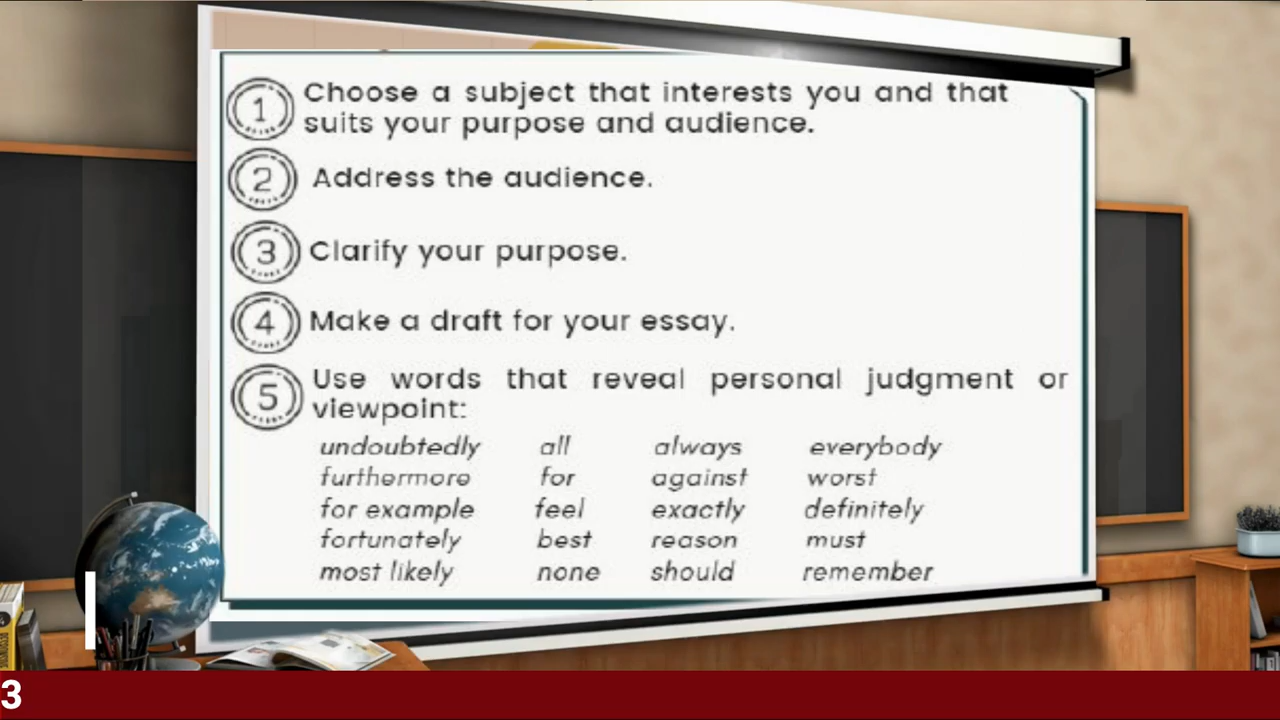 1 Choose a subject that interests you and that
suits your purpose and audience.
2 Address the audience.
3 Clarify your purpose.
4 Make a draft for your essay.
5 Use words that reveal personal judgment or
viewpoint:
undoubtedly all always everybody
furthermore for against worst
for example feel exactly definitely
fortunately best reason must
most likely none should remember
3